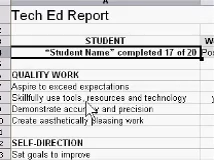 A
Tech Ed Report
STUDENT
"Student Name" completed 17 of 20
QUALITY WORK
Aspire to exceed expectations
Skillfully use tools, resources and technology
Demonstrate accuracy and precision
Create aesthetically pleasing work
SELF-DIRECTION
Set goals to improve